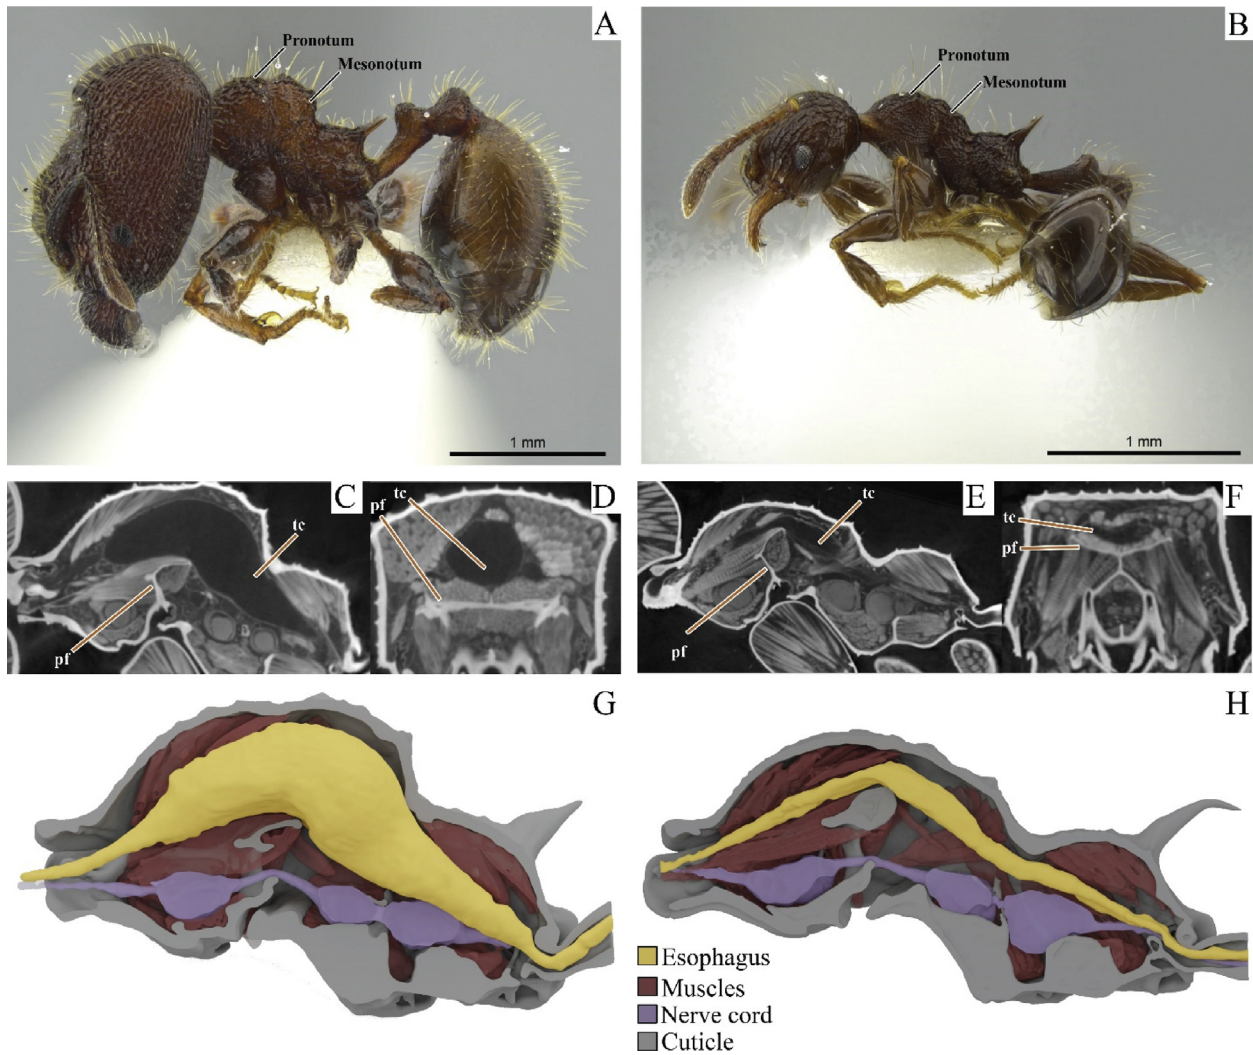 A
Pronotum
Mesonotum
1 mm
B
Pronotum
Mesonotum
1 mm
C
tc
pf
D
tc
pf
E
tc
pf
F
tc
pf
G
H
Esophagus
Muscles
Nerve cord
Cuticle